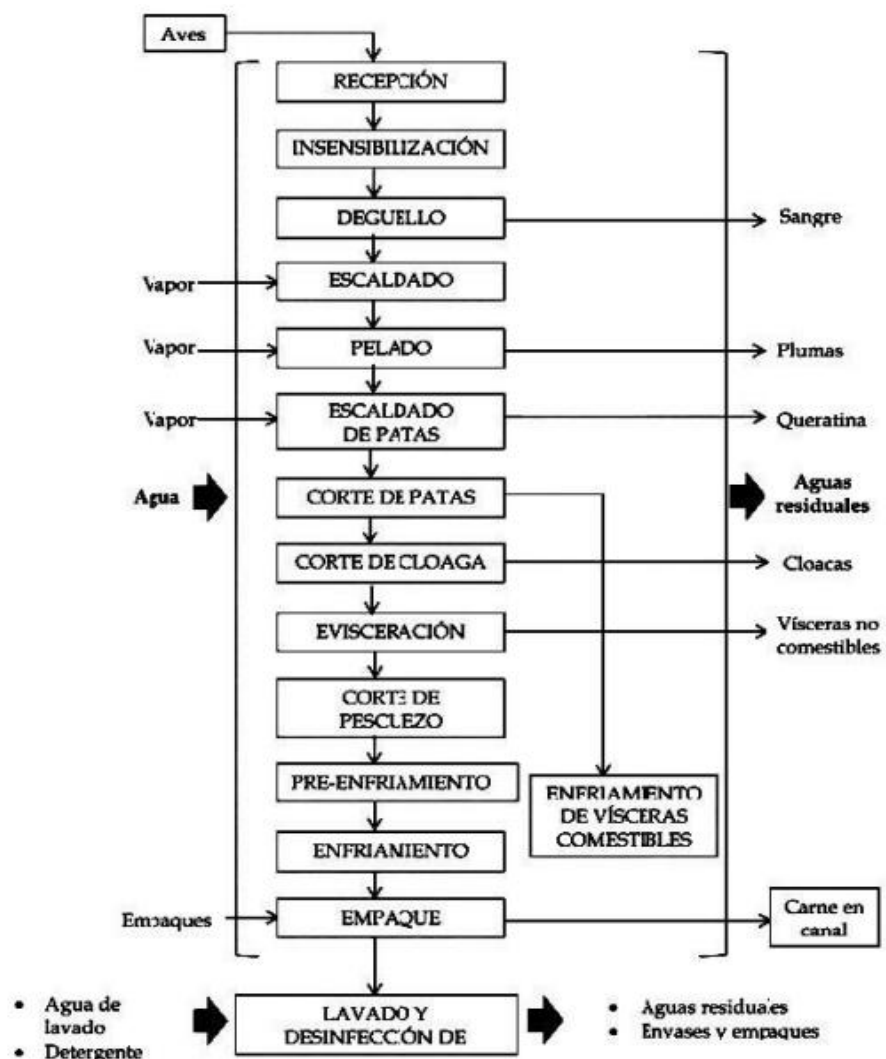 Aves
RECEPCIÓN
INSENSIBILIZACIÓN
DEGUELLO
Sangre
Vapor
ESCALDADO
Vapor
PELADO
Plumas
Vapor
ESCALDADO
DE PATAS
Queratina
Agua
CORTE DE PATAS
Aguas
residuales
CORTE DE CLOAGA
Cloacas
EVISCERACIÓN
Vísceras no
comestibles
CORTE DE
PESCUEZO
PRE-ENFRIAMIENTO
ENFRIAMIENTO
DE VÍSCERAS
COMESTIBLES
ENFRIAMIENTO
Empaques
EMPAQUE
Carne en
canal
• Agua de
lavado
• Detergente
LAVADO Y
DESINFECCIÓN DE
• Aguas residuales
• Envases y empaques